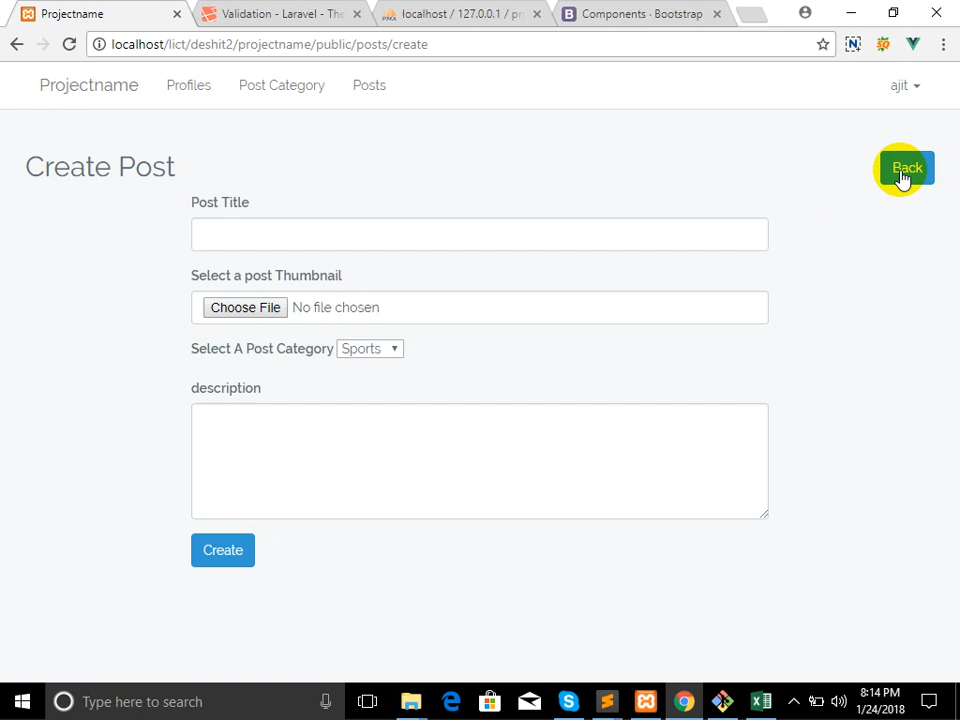 Projectname
Validation - Laravel - The
localhost / 127.0.0.1 / pr
Components · Bootstrap
localhost/lict/deshit2/projectname/public/posts/create
Projectname
Profiles
Post Category
Posts
ajit
Create Post
Back
Post Title
Select a post Thumbnail
Choose File No file chosen
Select A Post Category Sports
description
Create
Type here to search
8:14 PM
1/24/2018